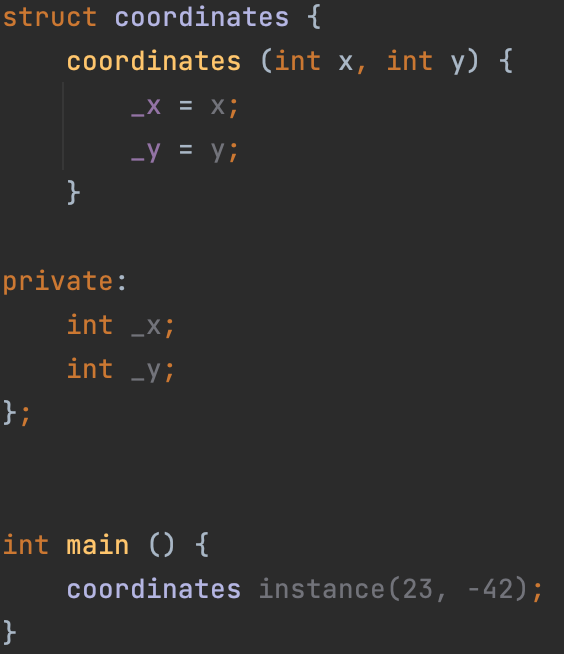 struct coordinates {
    coordinates (int x, int y) {
        _x = x;
        _y = y;
    }

private:
    int _x;
    int _y;
};


int main () {
    coordinates instance(23, -42);
}